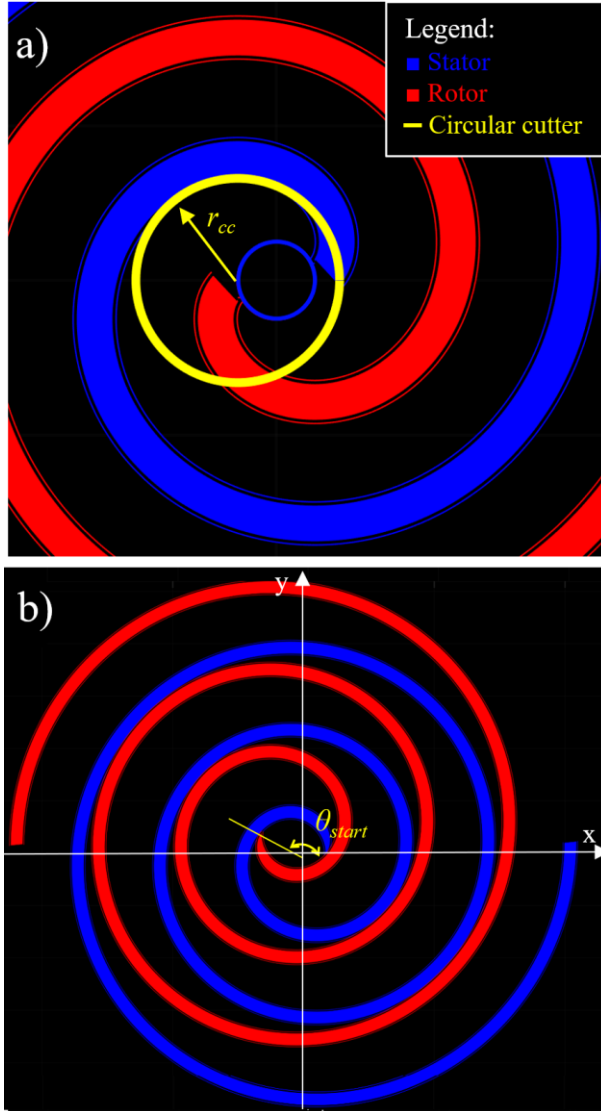 a)
Legend:
Stator
Rotor
Circular cutter
r_cc
b)
y
θ_start
x